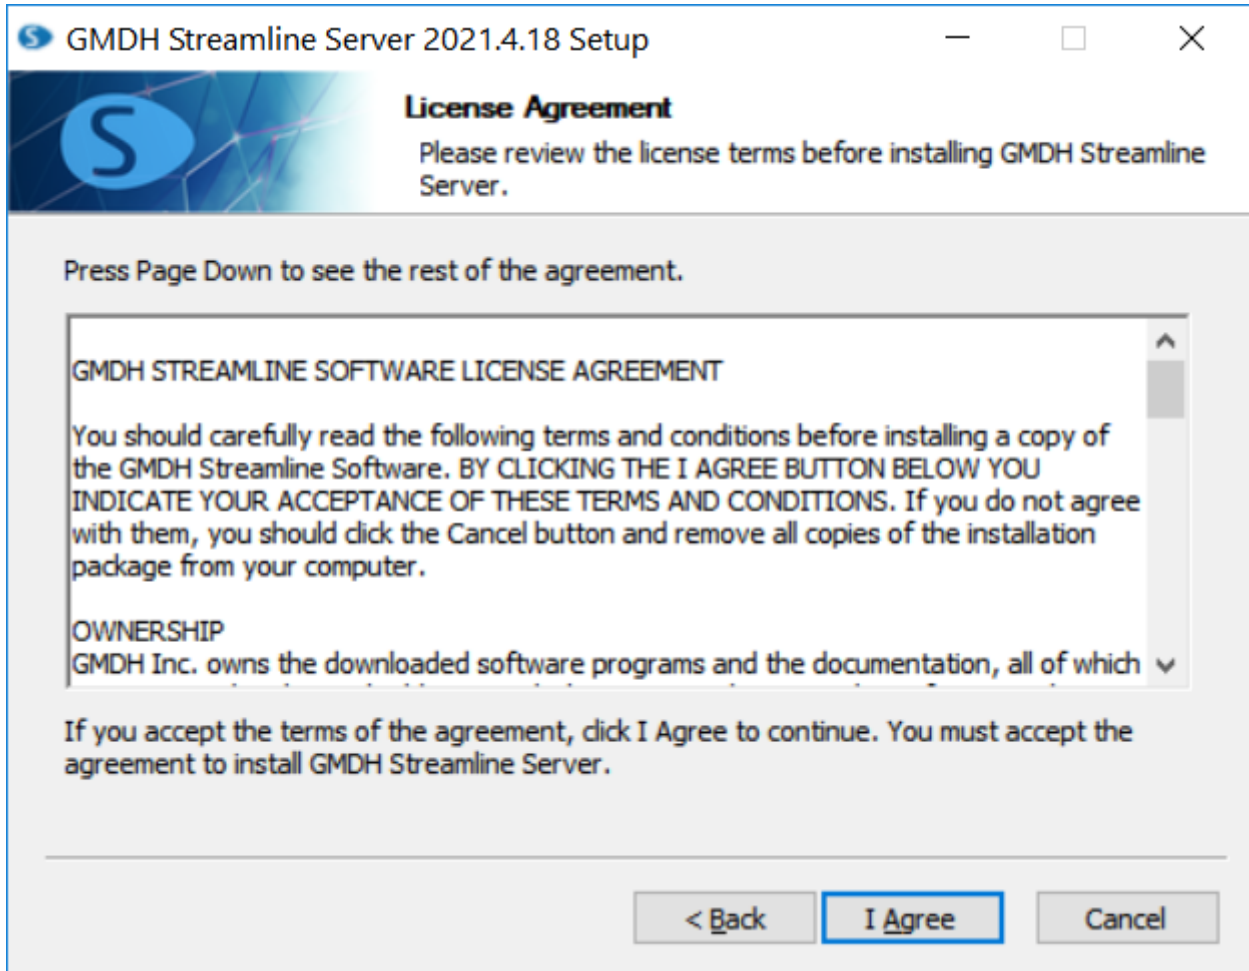 GMDH Streamline Server 2021.4.18 Setup
S
License Agreement
Please review the license terms before installing GMDH Streamline
Server.
Press Page Down to see the rest of the agreement.
GMDH STREAMLINE SOFTWARE LICENSE AGREEMENT
You should carefully read the following terms and conditions before installing a copy of
the GMDH Streamline Software. BY CLICKING THE I AGREE BUTTON BELOW YOU
INDICATE YOUR ACCEPTANCE OF THESE TERMS AND CONDITIONS. If you do not agree
with them, you should click the Cancel button and remove all copies of the installation
package from your computer.
OWNERSHIP
GMDH Inc. owns the downloaded software programs and the documentation, all of which
If you accept the terms of the agreement, click I Agree to continue. You must accept the
agreement to install GMDH Streamline Server.
< Back
I Agree
Cancel